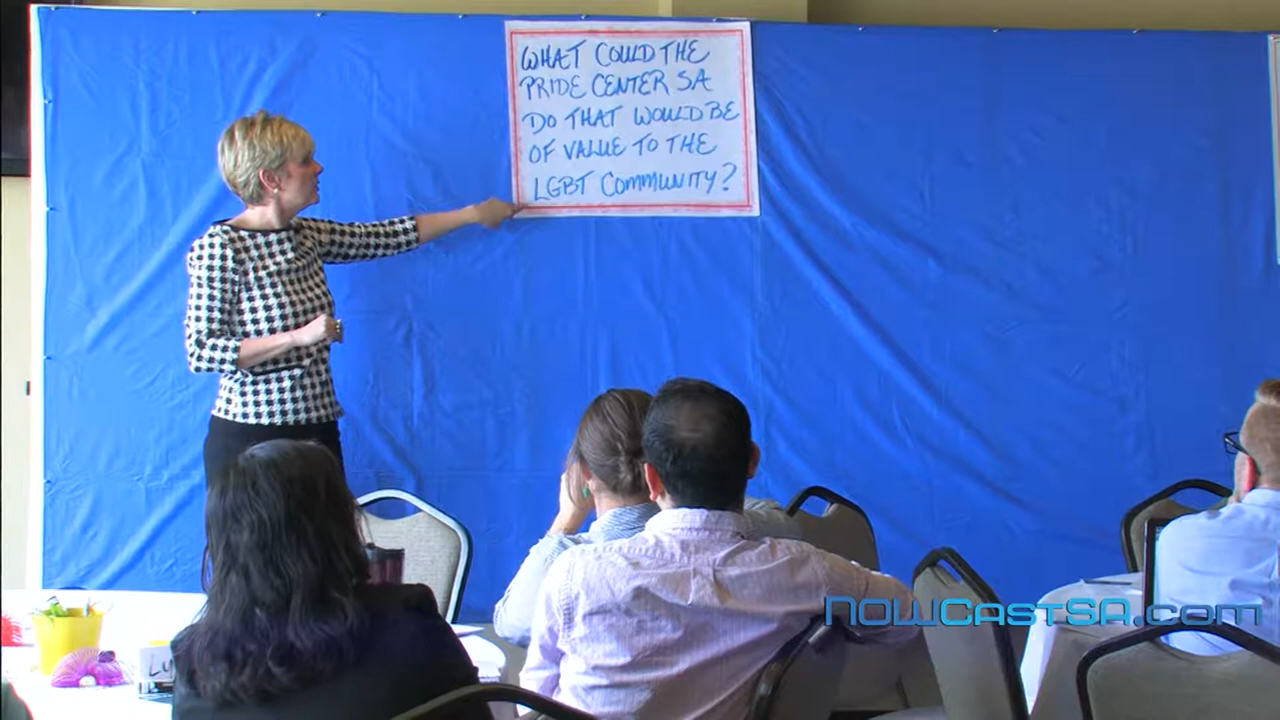 WHAT COULD THE
PRIDE CENTER SA
DO THAT WOULD BE
OF VALUE TO THE
LGBT COMMUNITY?
NOWCastSA.com